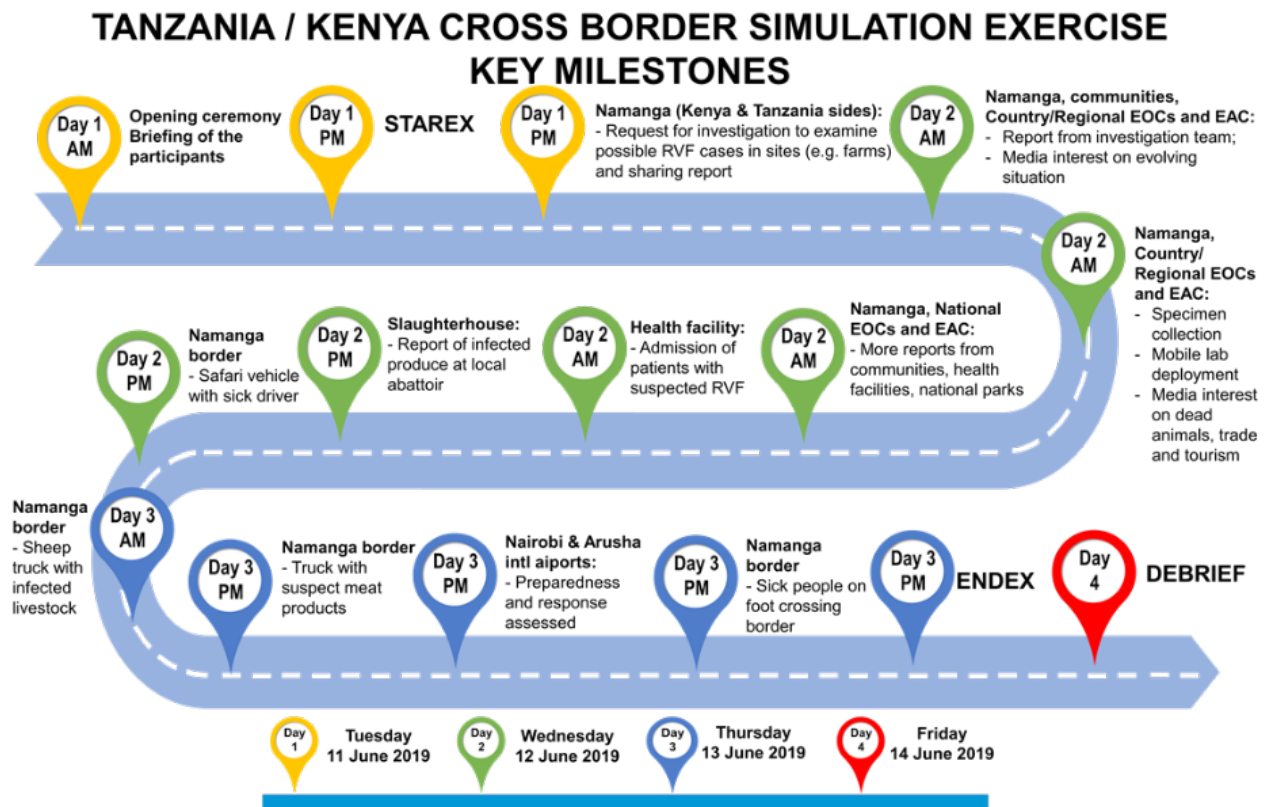 TANZANIA / KENYA CROSS BORDER SIMULATION EXERCISE
KEY MILESTONES
Day 1
AM
Opening ceremony
Briefing of the
participants
Day 1
PM
STAREX
Day 1
PM
Namanga (Kenya & Tanzania sides):
- Request for investigation to examine
possible RVF cases in sites (e.g. farms)
and sharing report
Day 2
AM
Namanga, communities,
Country/Regional EOCs and EAC:
- Report from investigation team;
- Media interest on evolving
situation
Day 2
AM
Namanga,
Country/
Regional EOCs
and EAC:
- Specimen
collection
- Mobile lab
deployment
- Media interest
on dead
animals, trade
and tourism
Day 2
AM
Namanga, National
EOCs and EAC:
- More reports from
communities, health
facilities, national parks
Day 2
AM
Health facility:
- Admission of
patients with
suspected RVF
Day 2
PM
Slaughterhouse:
- Report of infected
produce at local
abattoir
Day 2
PM
Namanga
border
- Safari vehicle
with sick driver
Namanga
border
- Sheep
truck with
infected
livestock
Day 3
AM
Day 3
PM
Namanga border
- Truck with
suspect meat
products
Day 3
PM
Nairobi & Arusha
intl aiports:
- Preparedness
and response
assessed
Day 3
PM
Namanga
border
- Sick people on
foot crossing
border
Day 3
PM
ENDEX
Day
4
DEBRIEF
Day
1
Tuesday
11 June 2019
Day
2
Wednesday
12 June 2019
Day
3
Thursday
13 June 2019
Day
4
Friday
14 June 2019